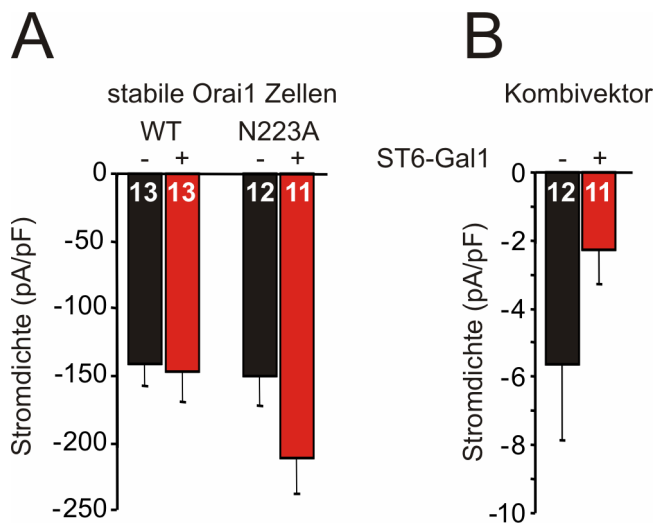 A
stabile Orai1 Zellen
WT N223A
- + - +
0
-50
-100
-150
-200
-250
Stromdichte (pA/pF)
13 13 12 11
B
Kombivektor
ST6-Gal1 - +
0
-2
-4
-6
-8
-10
Stromdichte (pA/pF)
12 11